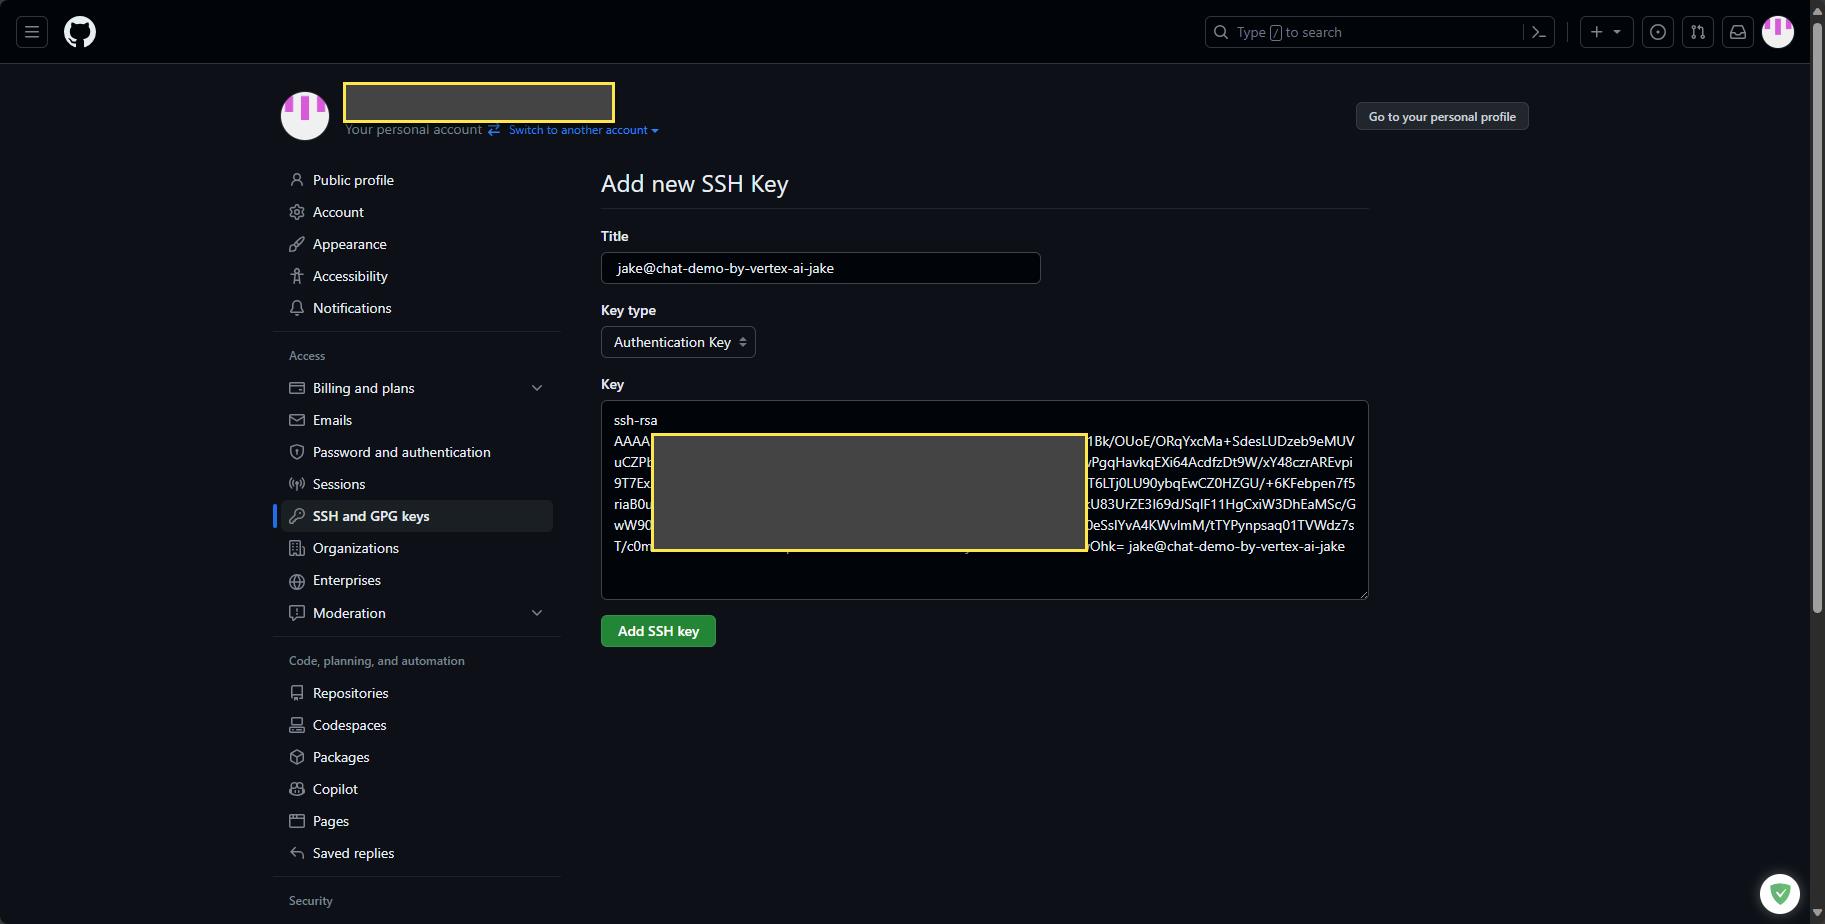 Type / to search
Your personal account
Switch to another account
Go to your personal profile
Public profile
Account
Appearance
Accessibility
Notifications
Access
Billing and plans
Emails
Password and authentication
Sessions
SSH and GPG keys
Organizations
Enterprises
Moderation
Code, planning, and automation
Repositories
Codespaces
Packages
Copilot
Pages
Saved replies
Security
Add new SSH Key
Title
jake@chat-demo-by-vertex-ai-jake
Key type
Authentication Key
Key
ssh-rsa
AAAA 1Bk/OUoE/ORqYxcMa+SdesLUDzeb9eMUV
uCZPb PgqHavkqEXi64AcdfzDt9W/xY48czrAREvpi
9T7Ex T6LTj0LU90ybqEwCZ0HZGU/+6KFebpen7f5
riaB0u U83UrZE3I69dJSqIF11HgCxiW3DhEaMSc/G
wW90 0eSsIYvA4KWvlmM/tTYPynpsaq01TVWdz7s
T/c0m Ohk= jake@chat-demo-by-vertex-ai-jake
Add SSH key